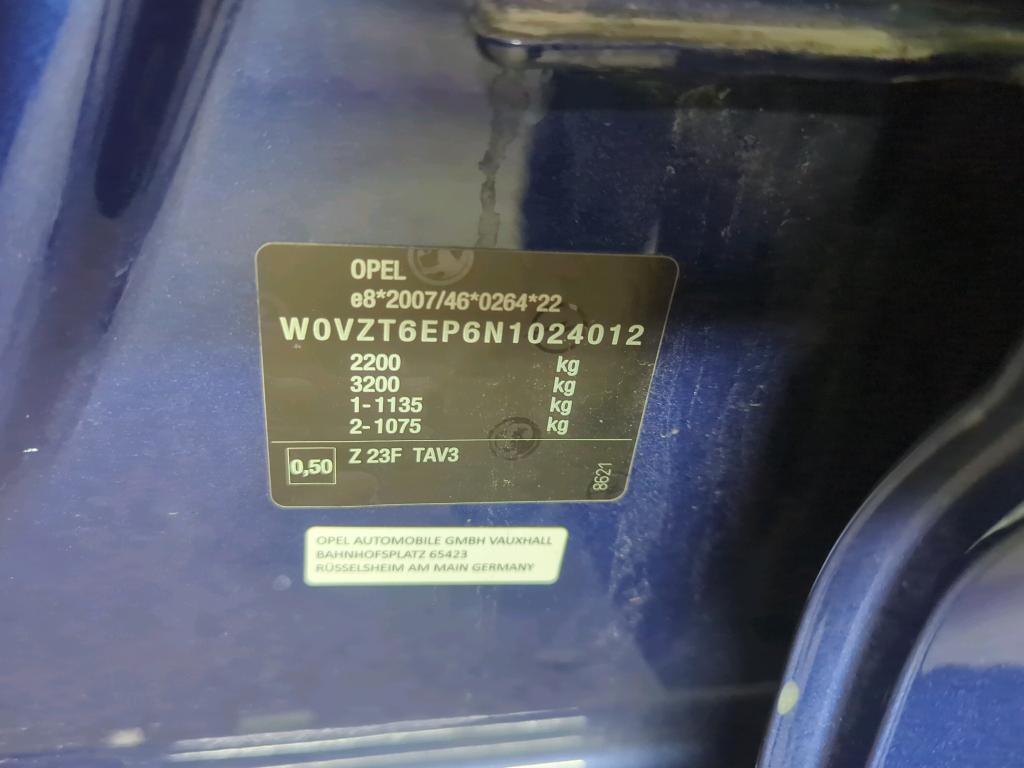 OPEL
e8*2007/46*0264*22
W0VZT6EP6N1024012
2200 kg
3200 kg
1-1135 kg
2-1075 kg
0,50 Z 23F TAV3
8621
OPEL AUTOMOBILE GMBH VAUXHALL
BAHNHOFSPLATZ 65423
RÜSSELSHEIM AM MAIN GERMANY